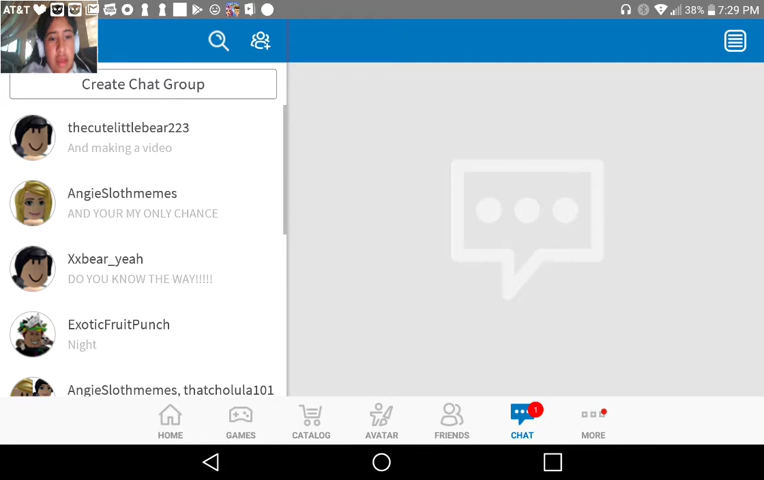 AT&T 38% 7:29 PM
Create Chat Group
thecutelittlebear223
And making a video
AngieSlothmemes
AND YOUR MY ONLY CHANCE
Xxbear_yeah
DO YOU KNOW THE WAY!!!!!
ExoticFruitPunch
Night
AngieSlothmemes, thatcholula101
1
HOME GAMES CATALOG AVATAR FRIENDS CHAT MORE